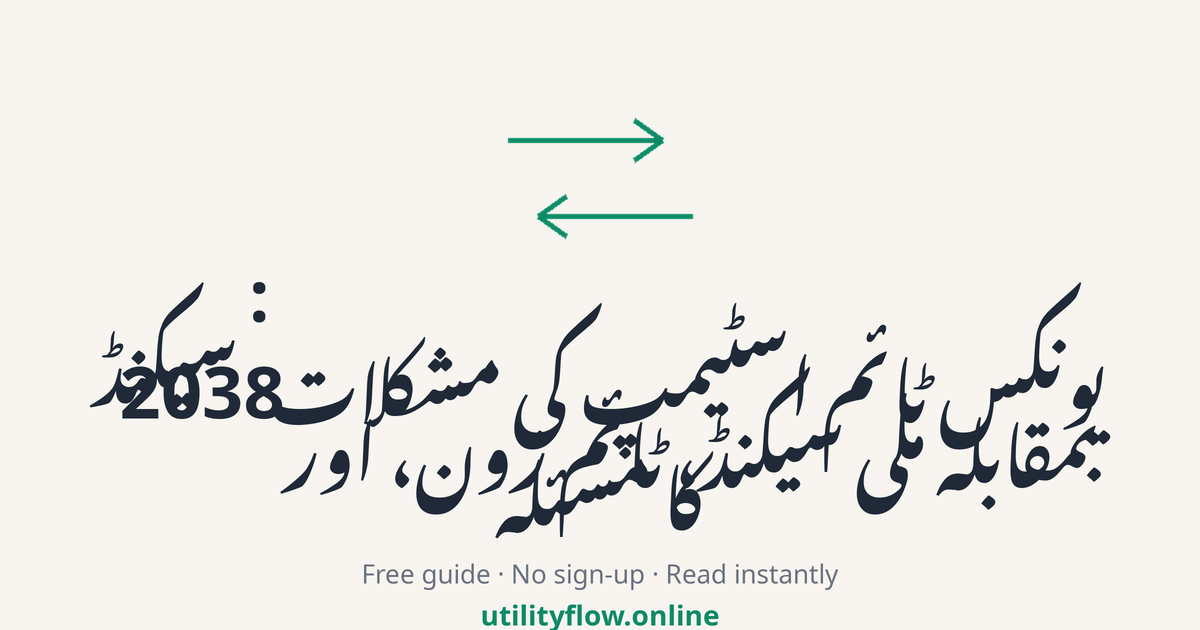 یونکس ٹائم اسٹیمپ کی مشکلات: سیکنڈ
بمقابلہ ملی سیکنڈ، ٹائم زون، اور 2038
کا مسئلہ
Free guide · No sign-up · Read instantly
utilityflow.online